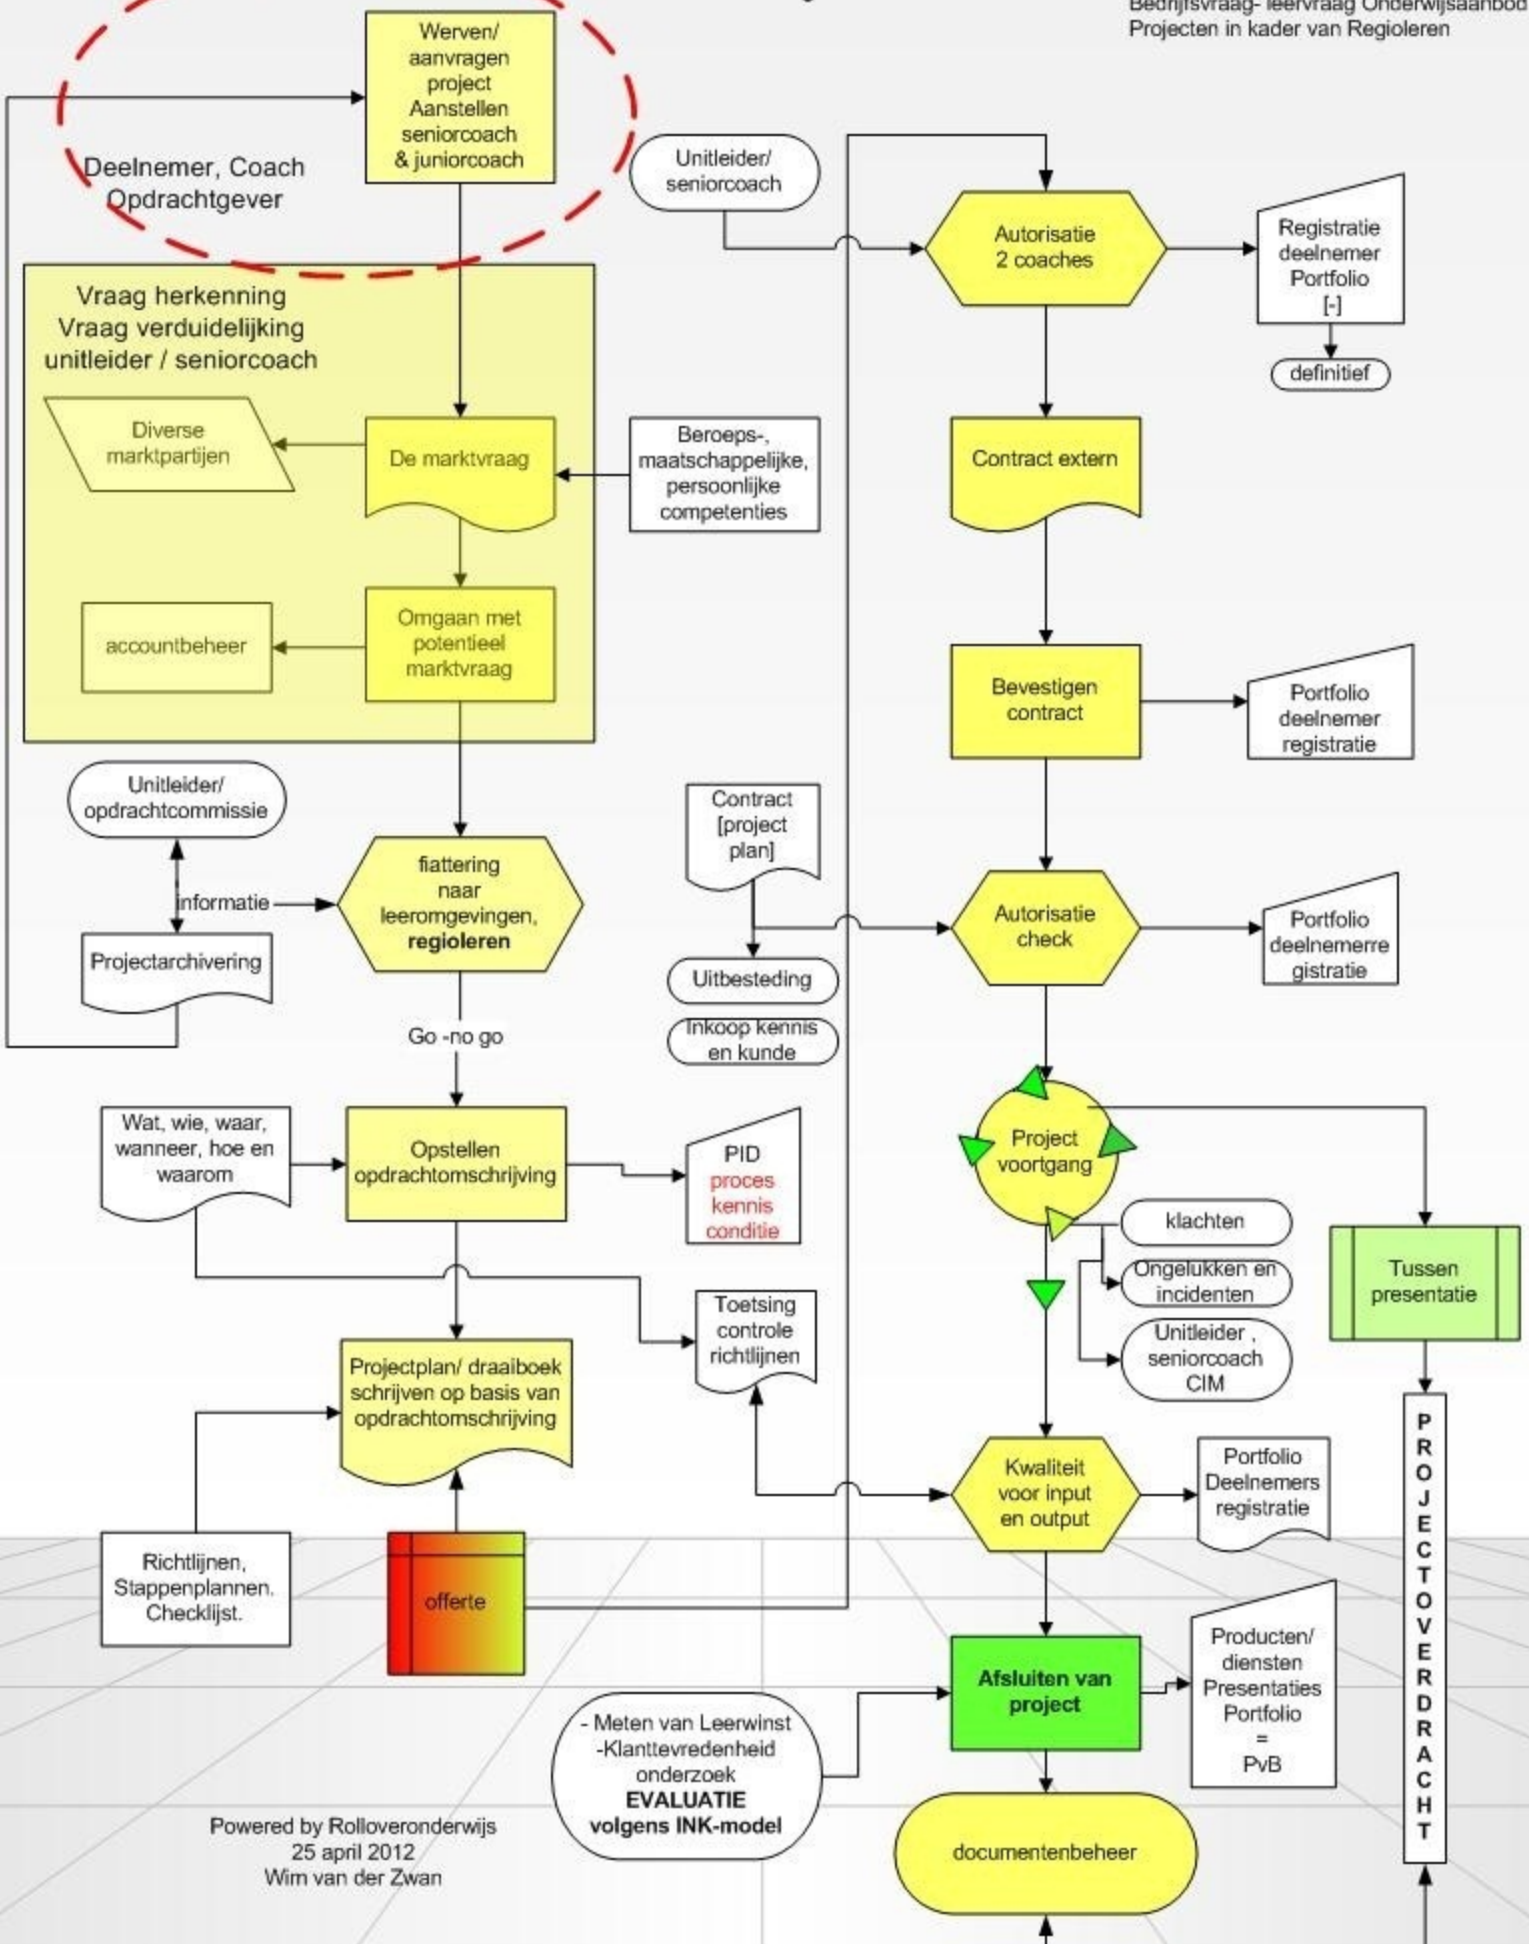 Bedrijfsvraag- leervraag Onderwijsaanbod
Projecten in kader van Regioleren
Werven/
aanvragen
project
Aanstellen
seniorcoach
& juniorcoach
Deelnemer, Coach
Opdrachtgever
Unitleider/
seniorcoach
Autorisatie
2 coaches
Registratie
deelnemer
Portfolio
[-]
definitief
Vraag herkenning
Vraag verduidelijking
unitleider / seniorcoach
Diverse
marktpartijen
De marktvraag
Beroeps-,
maatschappelijke,
persoonlijke
competenties
Contract extern
accountbeheer
Omgaan met
potentieel
marktvraag
Bevestigen
contract
Portfolio
deelnemer
registratie
Unitleider/
opdrachtcommissie
informatie
Projectarchivering
fiattering
naar
leeromgevingen,
regioleren
Contract
[project
plan]
Uitbesteding
Inkoop kennis
en kunde
Autorisatie
check
Portfolio
deelnemerre
gistratie
Go -no go
Wat, wie, waar,
wanneer, hoe en
waarom
Opstellen
opdrachtomschrijving
PID
proces
kennis
conditie
Project
voortgang
klachten
Ongelukken en
incidenten
Unitleider ,
seniorcoach
CIM
Tussen
presentatie
Toetsing
controle
richtlijnen
Projectplan/ draaiboek
schrijven op basis van
opdrachtomschrijving
Kwaliteit
voor input
en output
Portfolio
Deelnemers
registratie
P
R
O
J
E
C
T
O
V
E
R
D
R
A
C
H
T
Richtlijnen,
Stappenplannen.
Checklijst.
offerte
Afsluiten van
project
Producten/
diensten
Presentaties
Portfolio
=
PvB
- Meten van Leerwinst
-Klanttevredenheid
onderzoek
EVALUATIE
volgens INK-model
documentenbeheer
Powered by Rolloveronderwijs
25 april 2012
Wim van der Zwan